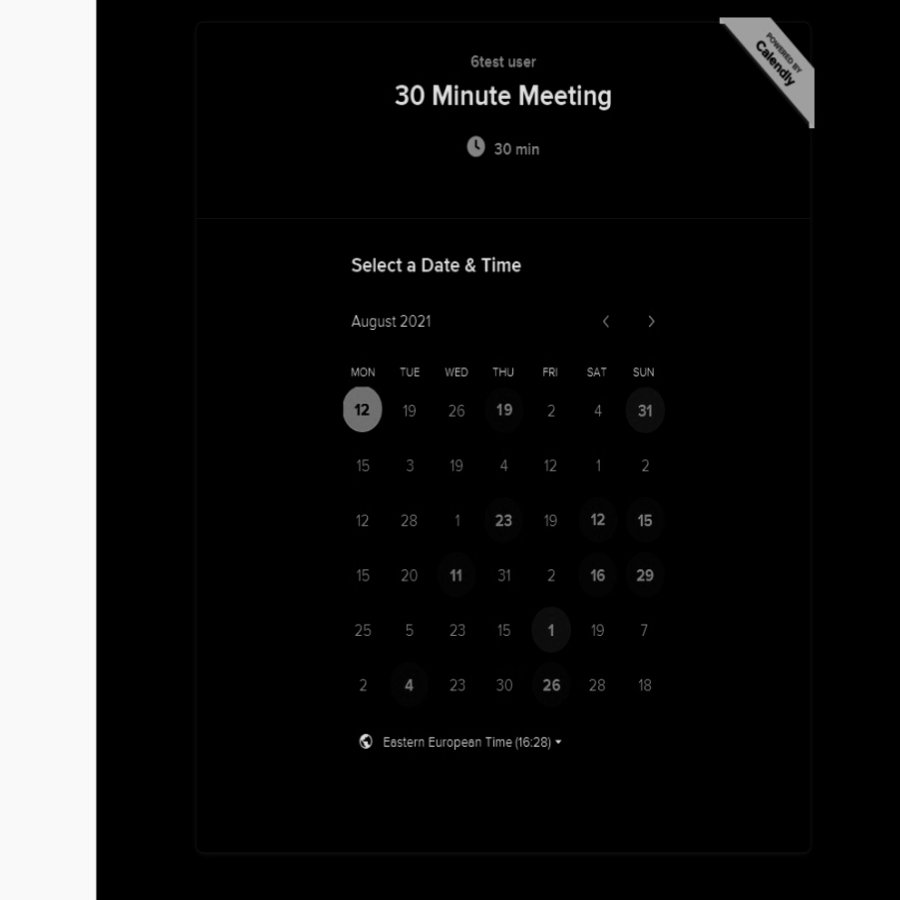 POWERED BY
Calendly
6test user
30 Minute Meeting
30 min
Select a Date & Time
August 2021
MON TUE WED THU FRI SAT SUN
12 19 26 19 2 4 31
15 3 19 4 12 1 2
12 28 1 23 19 12 15
15 20 11 31 2 16 29
25 5 23 15 1 19 7
2 4 23 30 26 28 18
Eastern European Time (16:28)